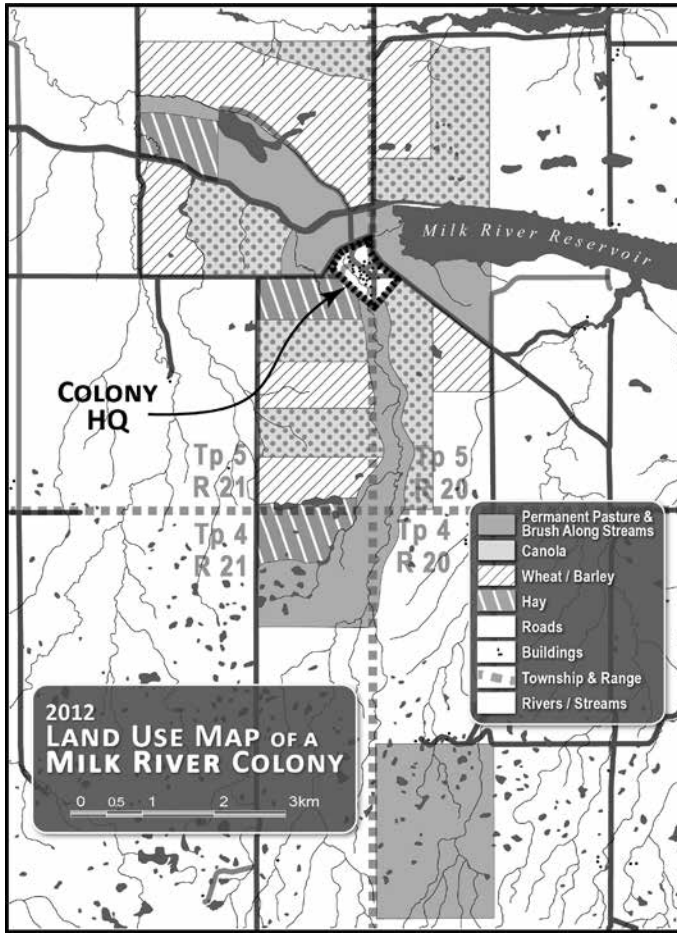 Milk River Reservoir
COLONY
HQ
Tp 5
R 21
Tp 5
R 20
Tp 4
R 21
Tp 4
R 20
Permanent Pasture &
Brush Along Streams
Canola
Wheat / Barley
Hay
Roads
Buildings
Township & Range
Rivers / Streams
2012
LAND USE MAP OF A
MILK RIVER COLONY
0 0.5 1 2 3km